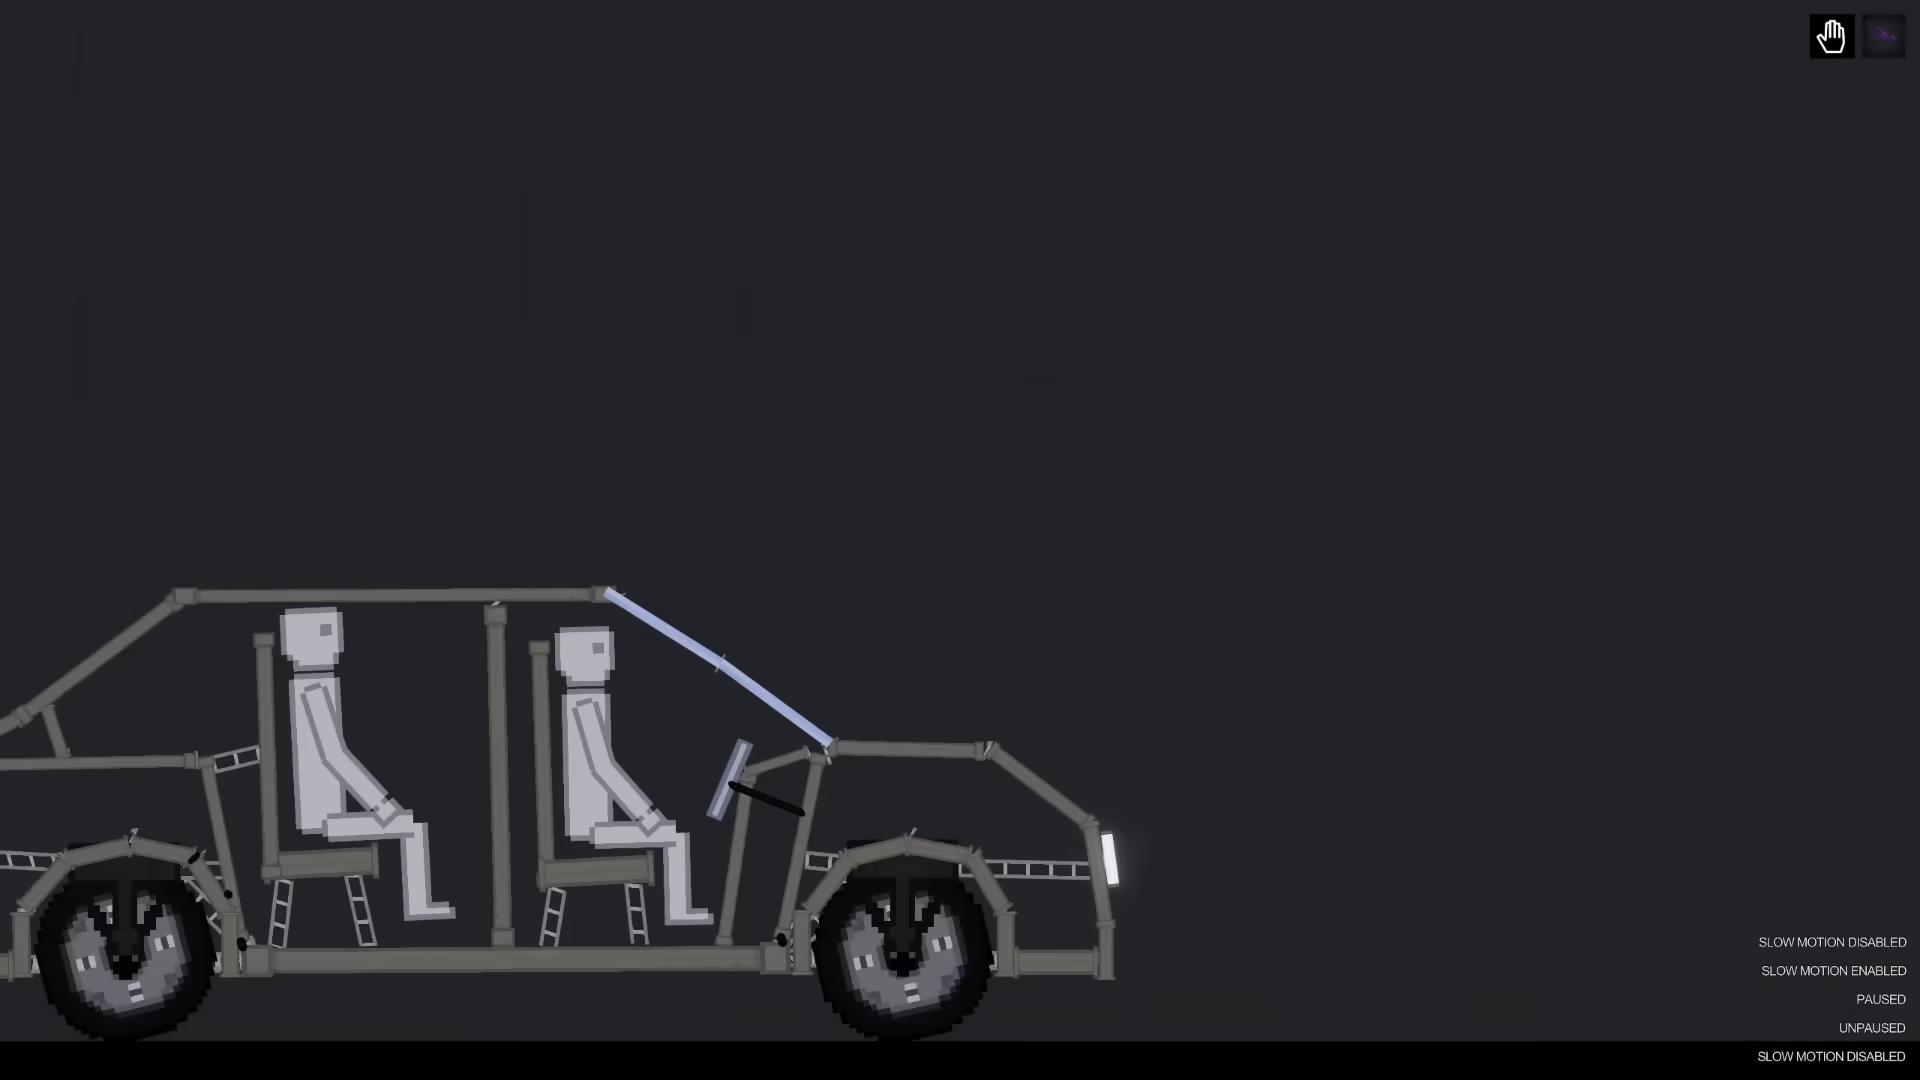 SLOW MOTION DISABLED
SLOW MOTION ENABLED
PAUSED
UNPAUSED
SLOW MOTION DISABLED